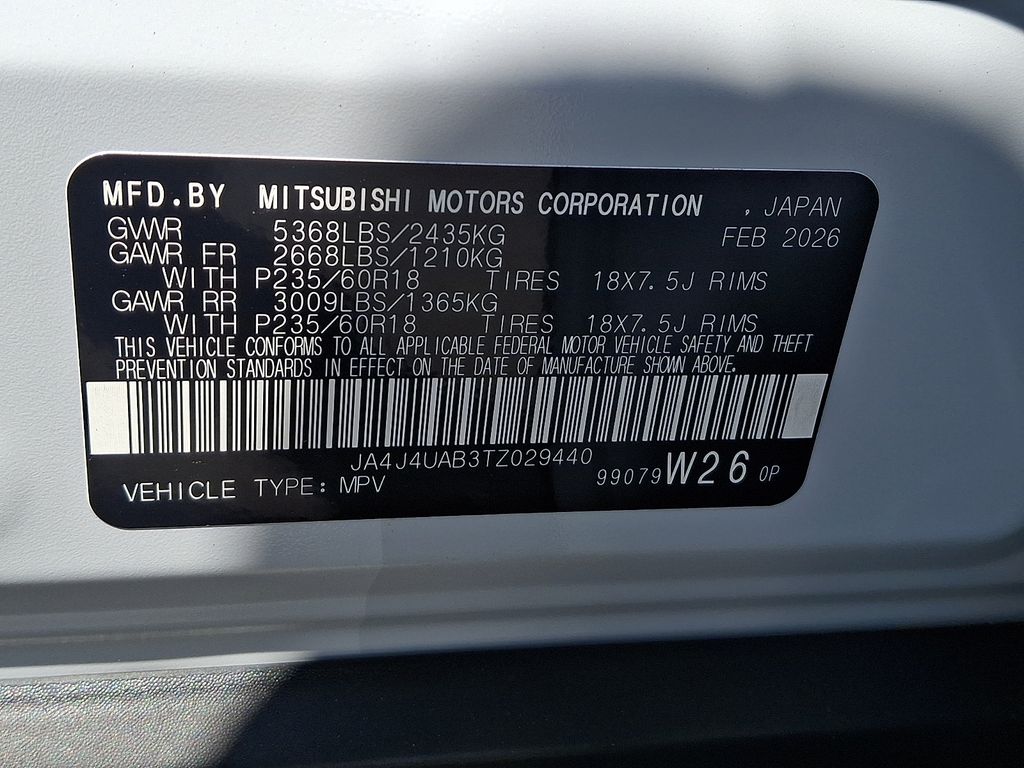 MFD.BY MITSUBISHI MOTORS CORPORATION , JAPAN
GWVR 5368LBS/2435KG FEB 2026
GAWR FR 2668LBS/1210KG
WITH P235/60R18 TIRES 18X7.5J RIMS
GAWR RR 3009LBS/1365KG
WITH P235/60R18 TIRES 18X7.5J RIMS
THIS VEHICLE CONFORMS TO ALL APPLICABLE FEDERAL MOTOR VEHICLE SAFETY AND THEFT
PREVENTION STANDARDS IN EFFECT ON THE DATE OF MANUFACTURE SHOWN ABOVE.
JA4J4UAB3TZ029440
VEHICLE TYPE: MPV 99079 W26 0P